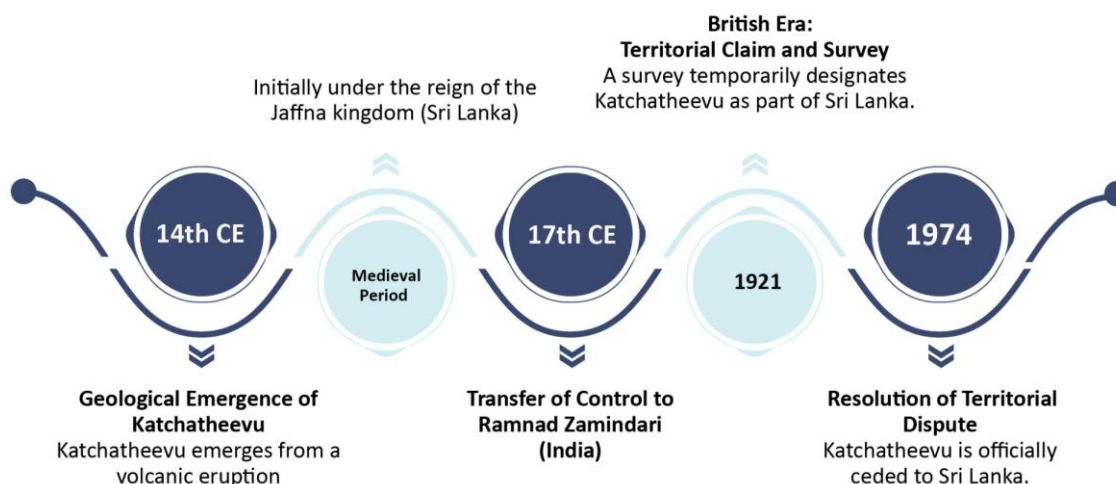 14th CE
Geological Emergence of
Katchatheevu
Katchatheevu emerges from a
volcanic eruption
Initially under the reign of the
Jaffna kingdom (Sri Lanka)
Medieval
Period
17th CE
Transfer of Control to
Ramnad Zamindari
(India)
British Era:
Territorial Claim and Survey
A survey temporarily designates
Katchatheevu as part of Sri Lanka.
1921
1974
Resolution of Territorial
Dispute
Katchatheevu is officially
ceded to Sri Lanka.